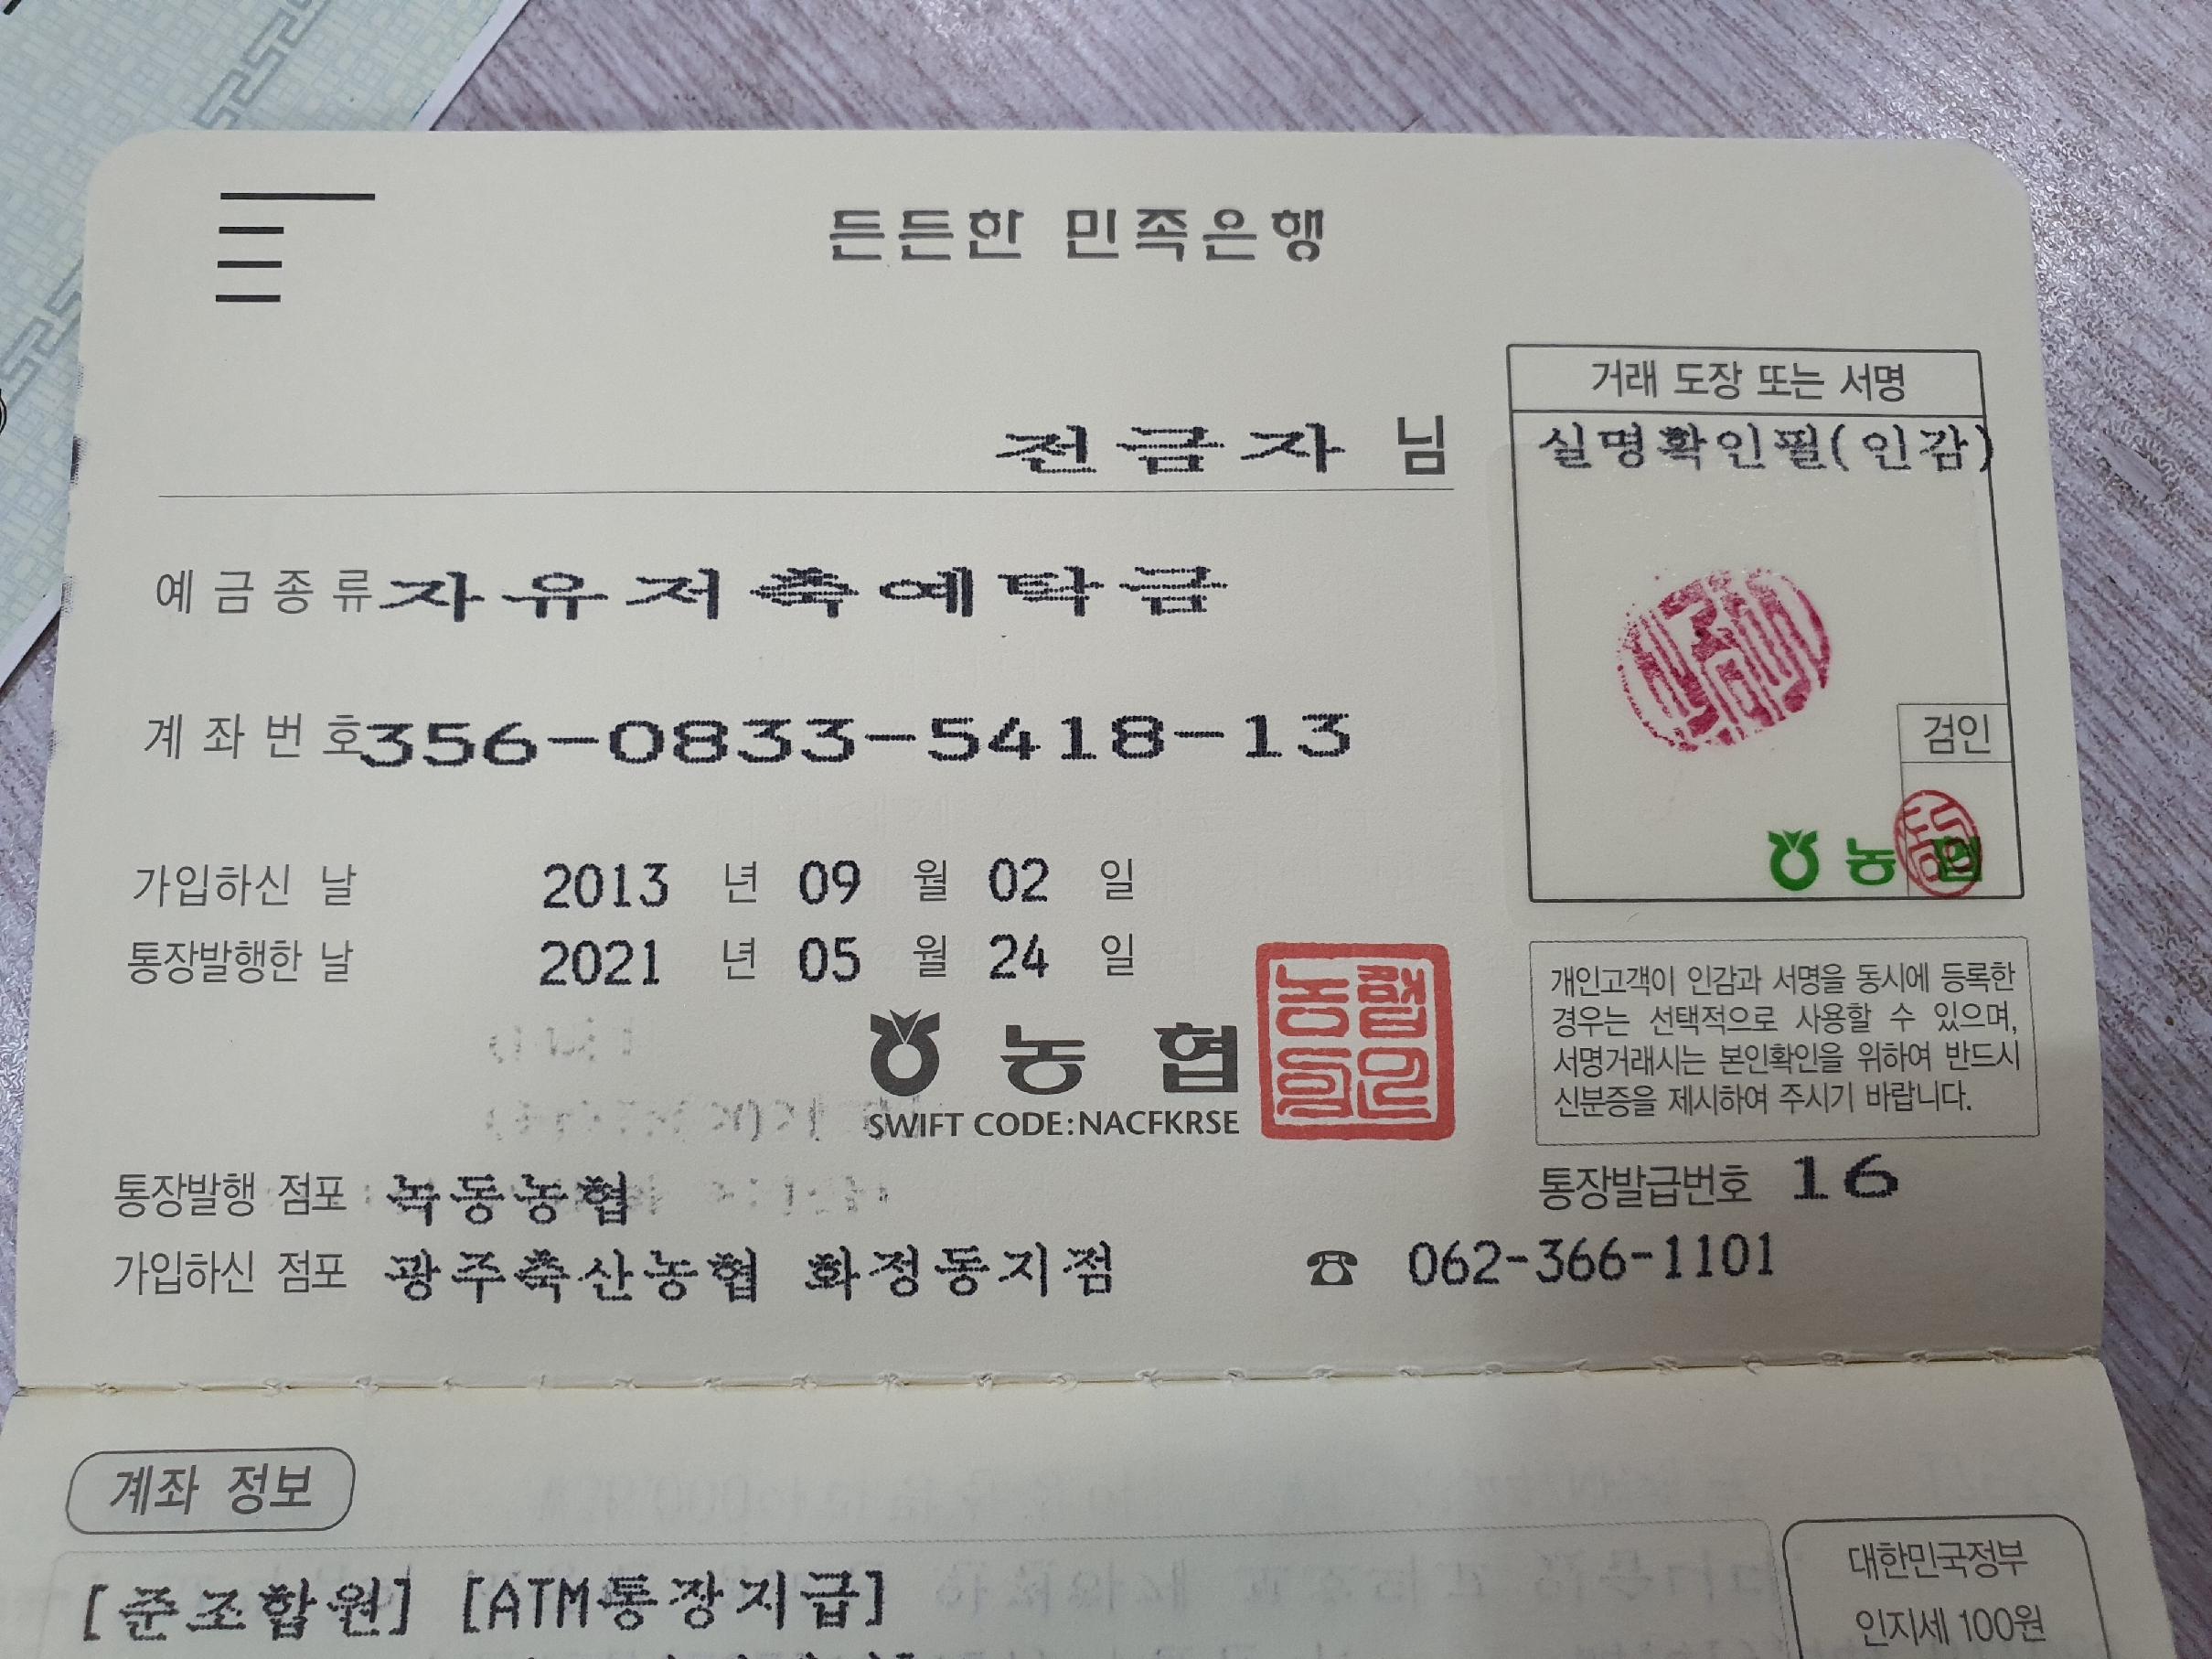 든든한 민족은행
전금자 님
거래 도장 또는 서명
실명확인필(인감)
예금종류 자유저축예탁금
계좌번호 356-0833-5418-13
검인
농협
가입하신 날 2013 년 09 월 02 일
통장발행한 날 2021 년 05 월 24 일
개인고객이 인감과 서명을 동시에 등록한
경우는 선택적으로 사용할 수 있으며,
서명거래시는 본인확인을 위하여 반드시
신분증을 제시하여 주시기 바랍니다.
농협
SWIFT CODE:NACFKRSE
통장발행 점포 녹동농협
통장발급번호 16
가입하신 점포 광주축산농협 화정동지점 ☎ 062-366-1101
계좌 정보
[준조합원] [ATM통장지급]
대한민국정부
인지세 100원